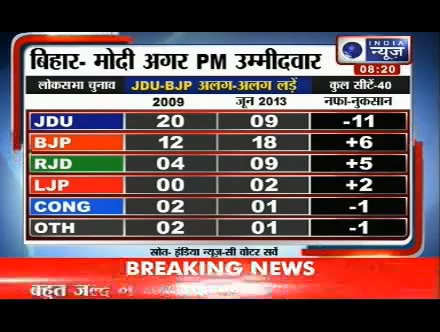 बिहार- मोदी अगर PM उम्मीदवार
INDIA
न्यूज़
08:20
लोकसभा चुनाव JDU-BJP अलग-अलग लड़ें कुल सीटें-40
2009 जून 2013 नफा-नुकसान
JDU 20 09 -11
BJP 12 18 +6
RJD 04 09 +5
LJP 00 02 +2
CONG 02 01 -1
OTH 02 01 -1
स्रोत- इंडिया न्यूज़-सी वोटर सर्वे
BREAKING NEWS
बहुत जल्द